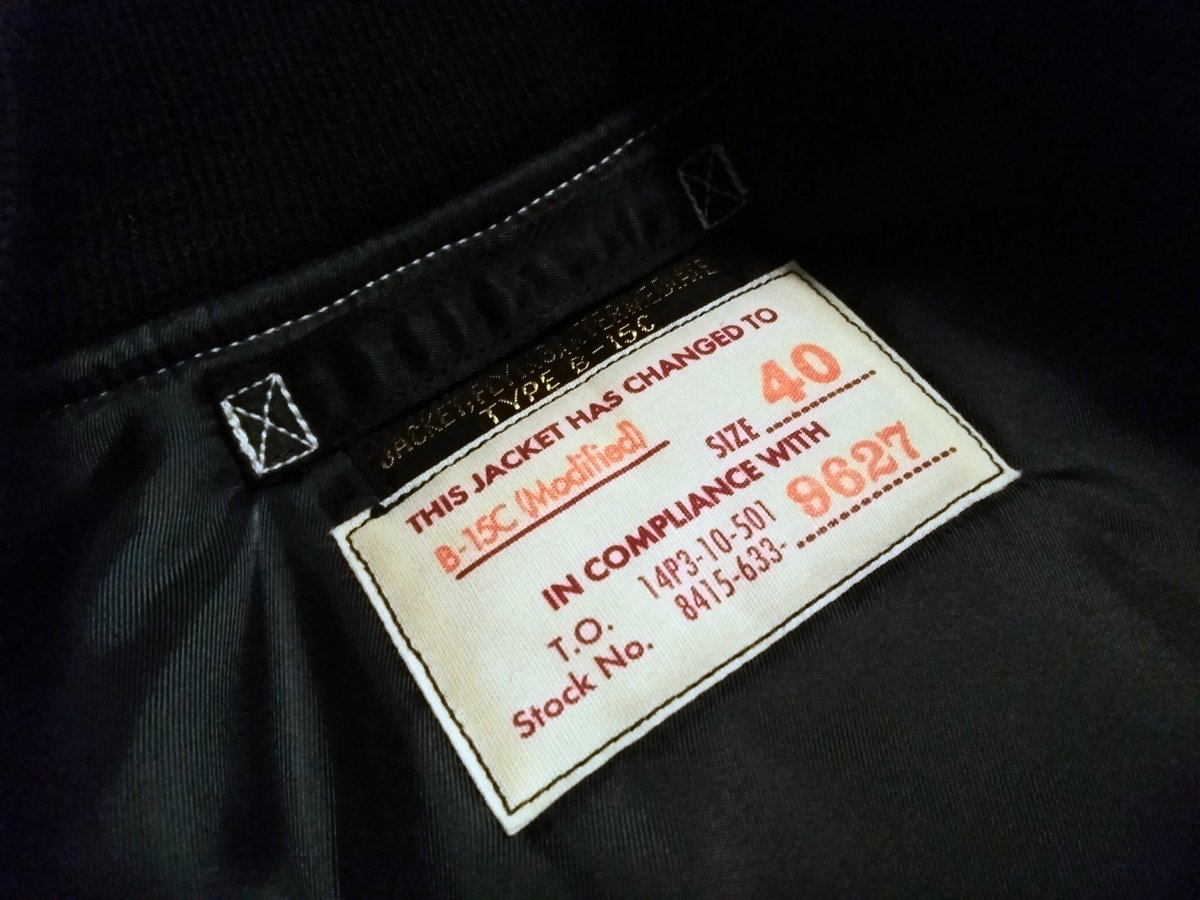 JACKET, FLYING, INTERMEDIATE
TYPE B-15C
THIS JACKET HAS CHANGED TO
B-15C (Modified) SIZE 40
IN COMPLIANCE WITH
T.O. 14P3-10-501
Stock No. 8415-633- 9627